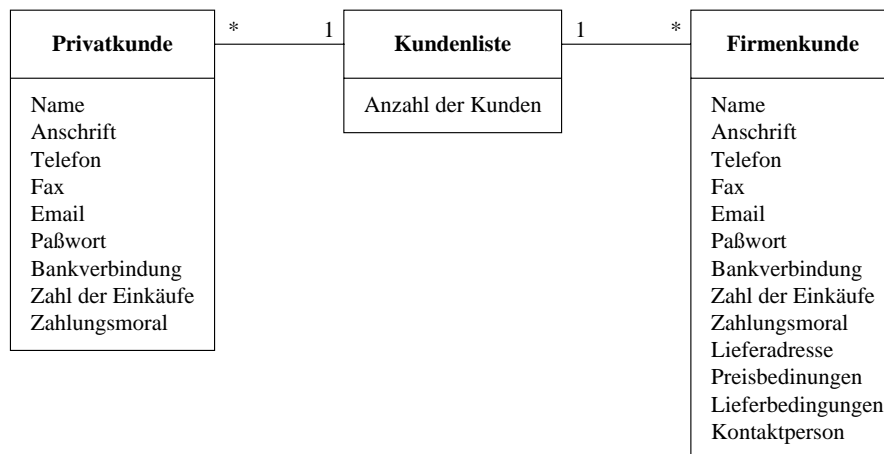 Privatkunde
* 1
Kundenliste
1 *
Firmenkunde
Name
Anschrift
Telefon
Fax
Email
Paßwort
Bankverbindung
Zahl der Einkäufe
Zahlungsmoral
Anzahl der Kunden
Name
Anschrift
Telefon
Fax
Email
Paßwort
Bankverbindung
Zahl der Einkäufe
Zahlungsmoral
Lieferadresse
Preisbedinungen
Lieferbedingungen
Kontaktperson